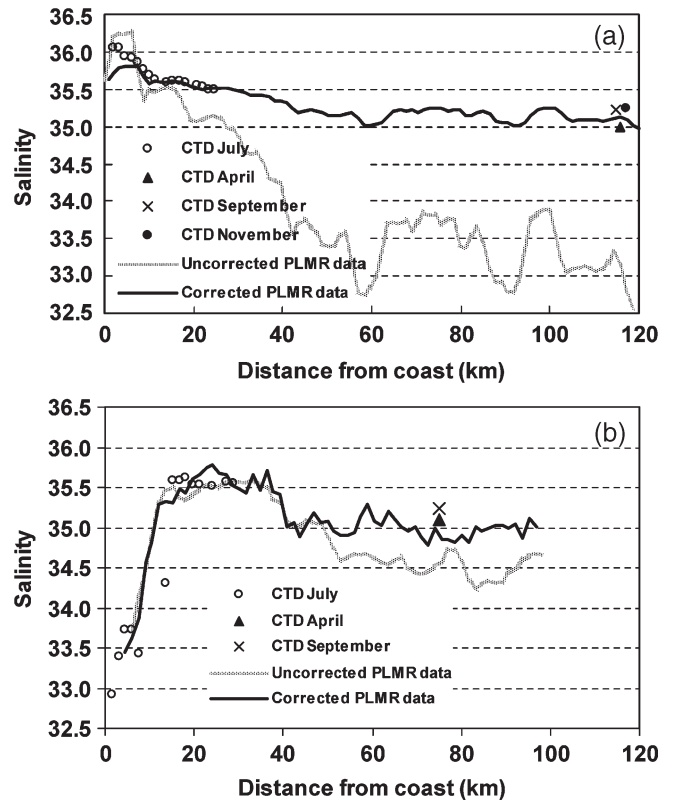 36.5
(a)
36.0
35.5
35.0
34.5
34.0
33.5
33.0
32.5
Salinity
CTD July
CTD April
CTD September
CTD November
Uncorrected PLMR data
Corrected PLMR data
0 20 40 60 80 100 120
Distance from coast (km)
36.5
(b)
36.0
35.5
35.0
34.5
34.0
33.5
33.0
32.5
Salinity
CTD July
CTD April
CTD September
Uncorrected PLMR data
Corrected PLMR data
0 20 40 60 80 100 120
Distance from coast (km)